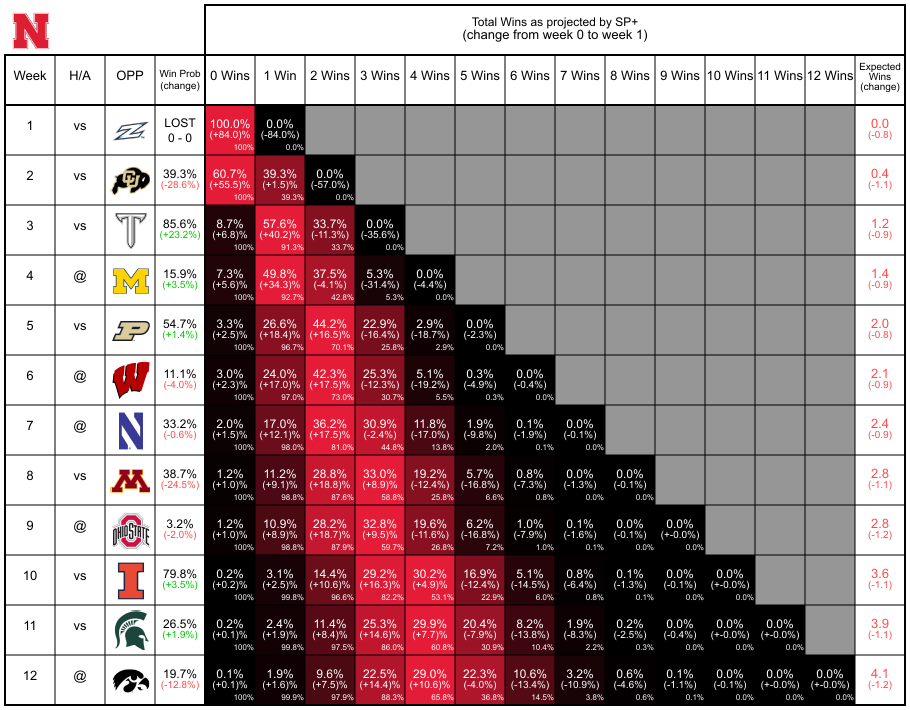 N
Total Wins as projected by SP+
(change from week 0 to week 1)
Week H/A OPP Win Prob (change) 0 Wins 1 Win 2 Wins 3 Wins 4 Wins 5 Wins 6 Wins 7 Wins 8 Wins 9 Wins 10 Wins 11 Wins 12 Wins Expected Wins (change)
1 vs Z LOST 100.0% 0.0% 0.0
0 - 0 (+84.0)% (-84.0)% (-0.8)
100% 0.0%
2 vs CU 39.3% 60.7% 39.3% 0.0% 0.4
(-28.6%) (+55.5)% (+1.5)% (-57.0)% (-1.1)
100% 39.3% 0.0%
3 vs T 85.6% 8.7% 57.6% 33.7% 0.0% 1.2
(+23.2%) (+6.8)% (+40.2)% (-11.3)% (-35.6)% (-0.9)
100% 91.3% 33.7% 0.0%
4 @ M 15.9% 7.3% 49.8% 37.5% 5.3% 0.0% 1.4
(+3.5%) (+5.6)% (+34.3)% (-4.1)% (-31.4)% (-4.4)% (-0.9)
100% 92.7% 42.8% 5.3% 0.0%
5 vs P 54.7% 3.3% 26.6% 44.2% 22.9% 2.9% 0.0% 2.0
(+1.4%) (+2.5)% (+18.4)% (+16.5)% (-16.4)% (-18.7)% (-2.3)% (-0.8)
100% 96.7% 70.1% 25.8% 2.9% 0.0%
6 @ W 11.1% 3.0% 24.0% 42.3% 25.3% 5.1% 0.3% 0.0% 2.1
(-4.0%) (+2.3)% (+17.0)% (+17.5)% (-12.3)% (-19.2)% (-4.9)% (-0.4)% (-0.9)
100% 97.0% 73.0% 30.7% 5.5% 0.3% 0.0%
7 @ N 33.2% 2.0% 17.0% 36.2% 30.9% 11.8% 1.9% 0.1% 0.0% 2.4
(-0.6%) (+1.5)% (+12.1)% (+17.5)% (-2.4)% (-17.0)% (-9.8)% (-1.9)% (-0.1)% (-0.9)
100% 98.0% 81.0% 44.8% 13.8% 2.0% 0.1% 0.0%
8 vs M 38.7% 1.2% 11.2% 28.8% 33.0% 19.2% 5.7% 0.8% 0.0% 0.0% 2.8
(-24.5%) (+1.0)% (+9.1)% (+18.8)% (+8.9)% (-12.4)% (-16.8)% (-7.3)% (-1.3)% (-0.1)% (-1.1)
100% 98.8% 87.6% 58.8% 25.8% 6.6% 0.8% 0.0% 0.0%
9 @ OHIO STATE 3.2% 1.2% 10.9% 28.2% 32.8% 19.6% 6.2% 1.0% 0.1% 0.0% 0.0% 2.8
(-2.0%) (+1.0)% (+8.9)% (+18.7)% (+9.5)% (-11.6)% (-16.8)% (-7.9)% (-1.6)% (-0.1)% (+-0.0)% (-1.2)
100% 98.8% 87.9% 59.7% 26.8% 7.2% 1.0% 0.1% 0.0% 0.0%
10 vs I 79.8% 0.2% 3.1% 14.4% 29.2% 30.2% 16.9% 5.1% 0.8% 0.1% 0.0% 0.0% 3.6
(+3.5%) (+0.2)% (+2.5)% (+10.6)% (+16.3)% (+4.9)% (-12.4)% (-14.5)% (-6.4)% (-1.3)% (-0.1)% (+-0.0)% (-1.1)
100% 99.8% 96.6% 82.2% 53.1% 22.9% 6.0% 0.8% 0.1% 0.0% 0.0%
11 vs 26.5% 0.2% 2.4% 11.4% 25.3% 29.9% 20.4% 8.2% 1.9% 0.2% 0.0% 0.0% 0.0% 3.9
(+1.9%) (+0.1)% (+1.9)% (+8.4)% (+14.6)% (+7.7)% (-7.9)% (-13.8)% (-8.3)% (-2.5)% (-0.4)% (+-0.0)% (+-0.0)% (-1.1)
100% 99.8% 97.5% 86.0% 60.8% 30.9% 10.4% 2.2% 0.3% 0.0% 0.0% 0.0%
12 @ 19.7% 0.1% 1.9% 9.6% 22.5% 29.0% 22.3% 10.6% 3.2% 0.6% 0.1% 0.0% 0.0% 0.0% 4.1
(-12.8%) (+0.1)% (+1.6)% (+7.5)% (+14.4)% (+10.6)% (-4.0)% (-13.4)% (-10.9)% (-4.6)% (-1.1)% (-0.1)% (+-0.0)% (+-0.0)% (-1.2)
100% 99.9% 97.9% 88.3% 65.8% 36.8% 14.5% 3.8% 0.6% 0.1% 0.0% 0.0% 0.0%